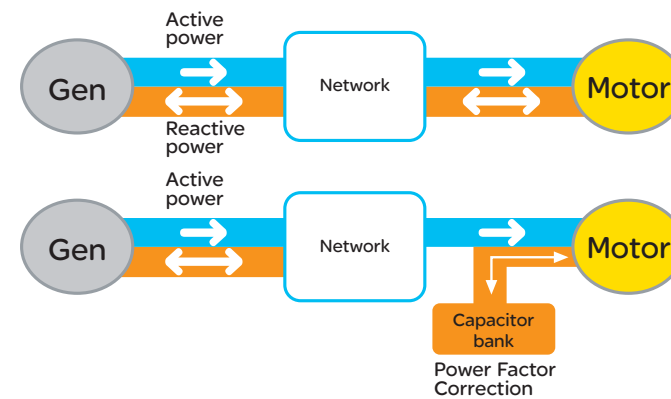 Active
power
Gen
Network
Motor
Reactive
power
Active
power
Gen
Network
Motor
Capacitor
bank
Power Factor
Correction